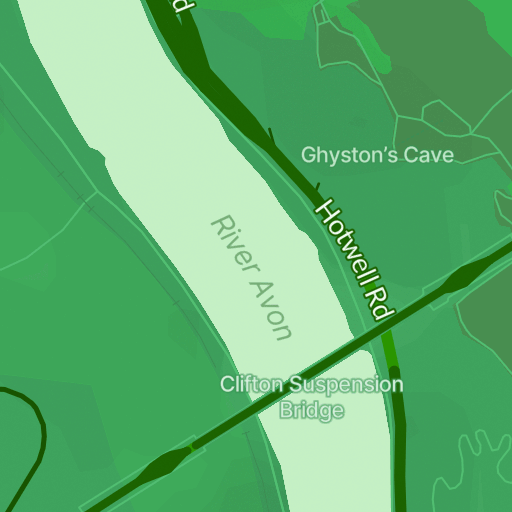 d
Ghyston’s Cave
Hotwell Rd
River Avon
Clifton Suspension
Bridge